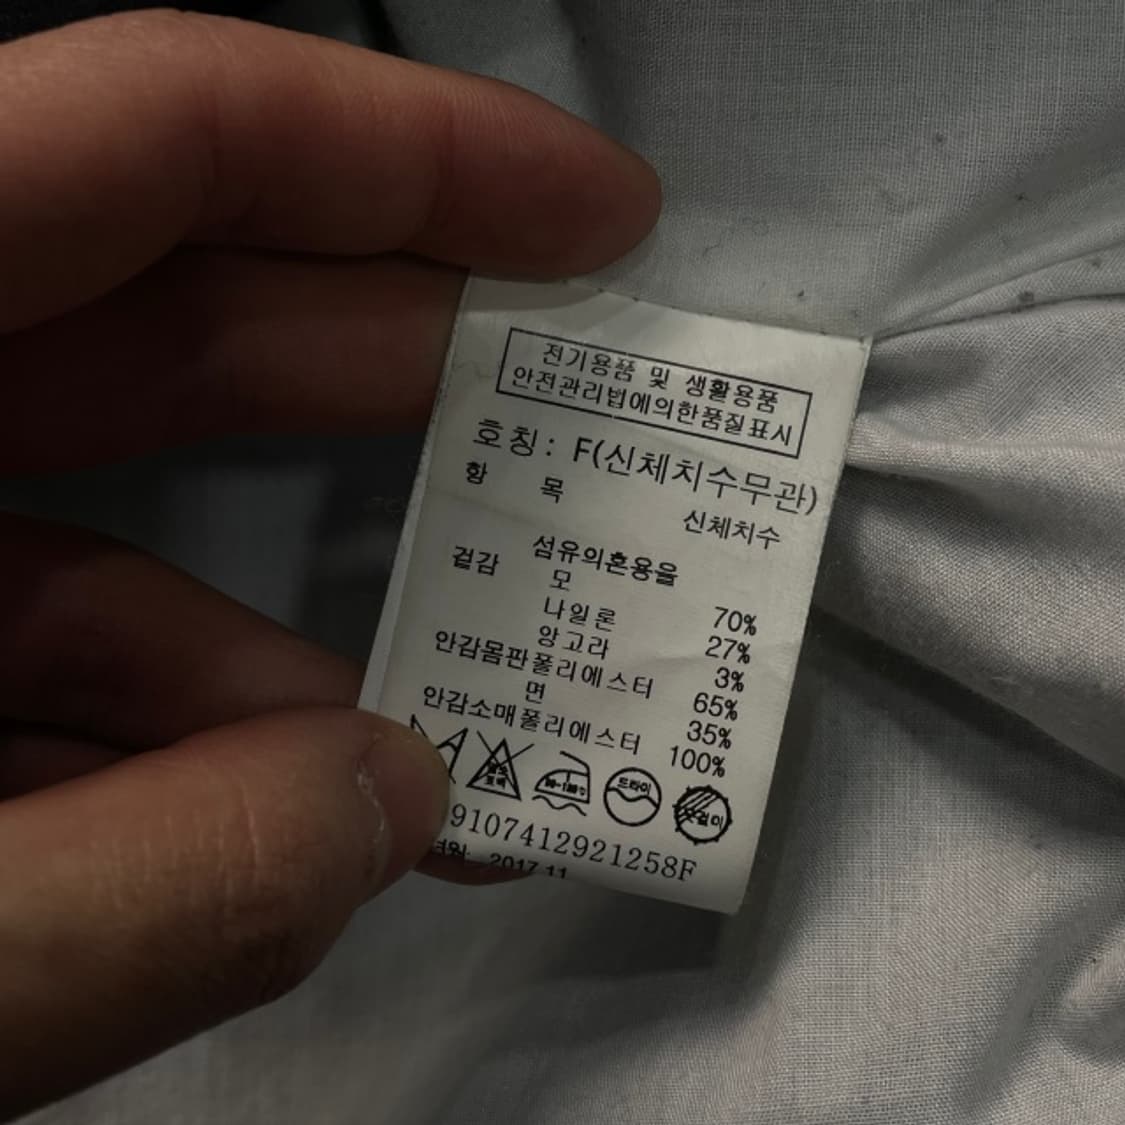 전기용품 및 생활용품
안전관리법에의한품질표시
호칭: F(신체치수무관)
항 목 신체치수
섬유의혼용율
겉감 모 70%
나일론 27%
앙고라 3%
안감몸판폴리에스터 65%
면 35%
안감소매폴리에스터 100%
드라이
9107412921258F
2017.11